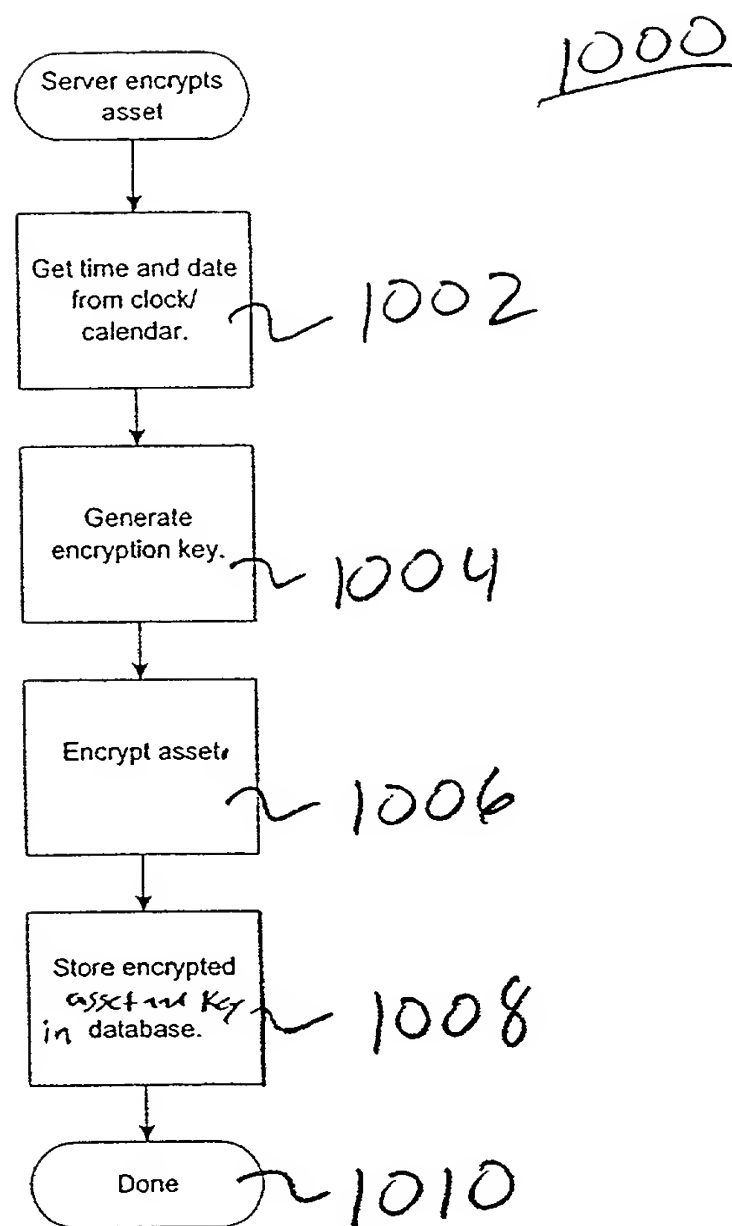 1000
Server encrypts
asset
Get time and date
from clock/
calendar.
1002
Generate
encryption key.
1004
Encrypt asset.
1006
Store encrypted
asset and key
in database.
1008
Done
1010